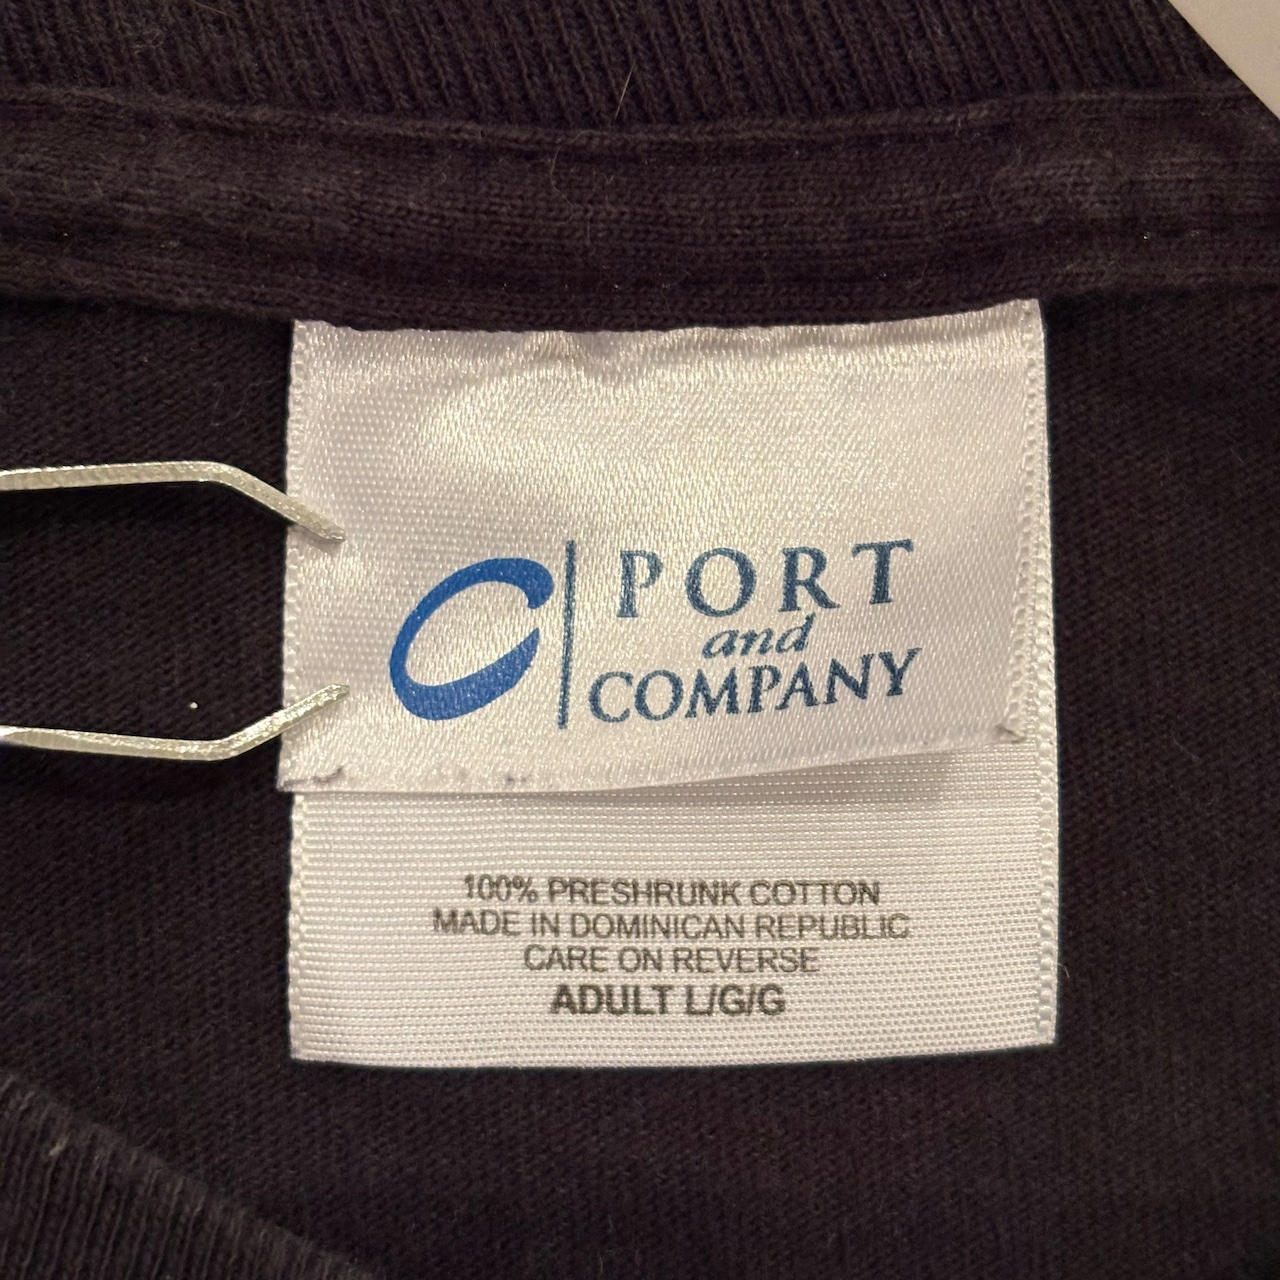 PORT
and
COMPANY
100% PRESHRUNK COTTON
MADE IN DOMINICAN REPUBLIC
CARE ON REVERSE
ADULT L/G/G